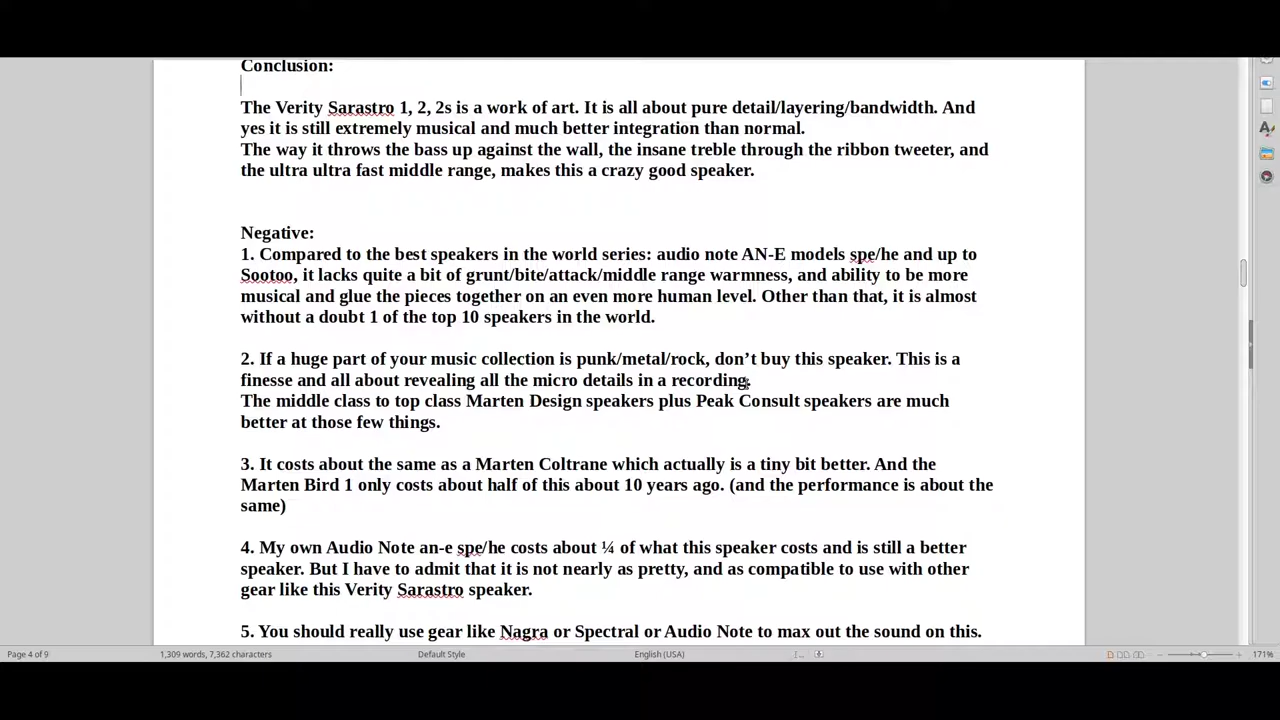 Conclusion:
The Verity Sarastro 1, 2, 2s is a work of art. It is all about pure detail/layering/bandwidth. And
yes it is still extremely musical and much better integration than normal.
The way it throws the bass up against the wall, the insane treble through the ribbon tweeter, and
the ultra ultra fast middle range, makes this a crazy good speaker.
Negative:
1. Compared to the best speakers in the world series: audio note AN-E models spe/he and up to
Sootoo, it lacks quite a bit of grunt/bite/attack/middle range warmness, and ability to be more
musical and glue the pieces together on an even more human level. Other than that, it is almost
without a doubt 1 of the top 10 speakers in the world.
2. If a huge part of your music collection is punk/metal/rock, don’t buy this speaker. This is a
finesse and all about revealing all the micro details in a recording.
The middle class to top class Marten Design speakers plus Peak Consult speakers are much
better at those few things.
3. It costs about the same as a Marten Coltrane which actually is a tiny bit better. And the
Marten Bird 1 only costs about half of this about 10 years ago. (and the performance is about the
same)
4. My own Audio Note an-e spe/he costs about ¼ of what this speaker costs and is still a better
speaker. But I have to admit that it is not nearly as pretty, and as compatible to use with other
gear like this Verity Sarastro speaker.
5. You should really use gear like Nagra or Spectral or Audio Note to max out the sound on this.
Page 4 of 9
1,309 words, 7,362 characters
Default Style
English (USA)
171%